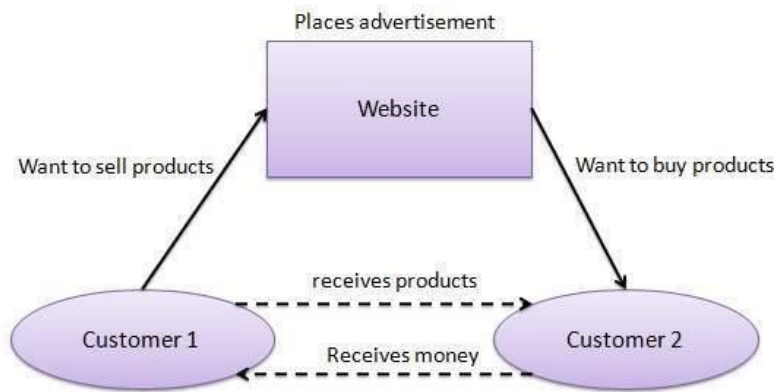 Places advertisement
Website
Want to sell products
Want to buy products
receives products
Customer 1
Customer 2
Receives money